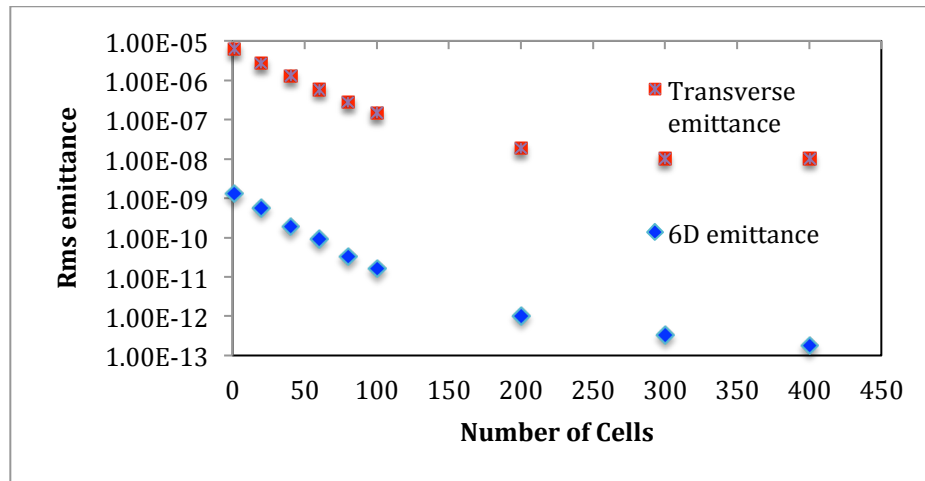 1.00E-05
1.00E-06
1.00E-07
1.00E-08
1.00E-09
1.00E-10
1.00E-11
1.00E-12
1.00E-13
Rms emittance
Transverse
emittance
6D emittance
0 50 100 150 200 250 300 350 400 450
Number of Cells